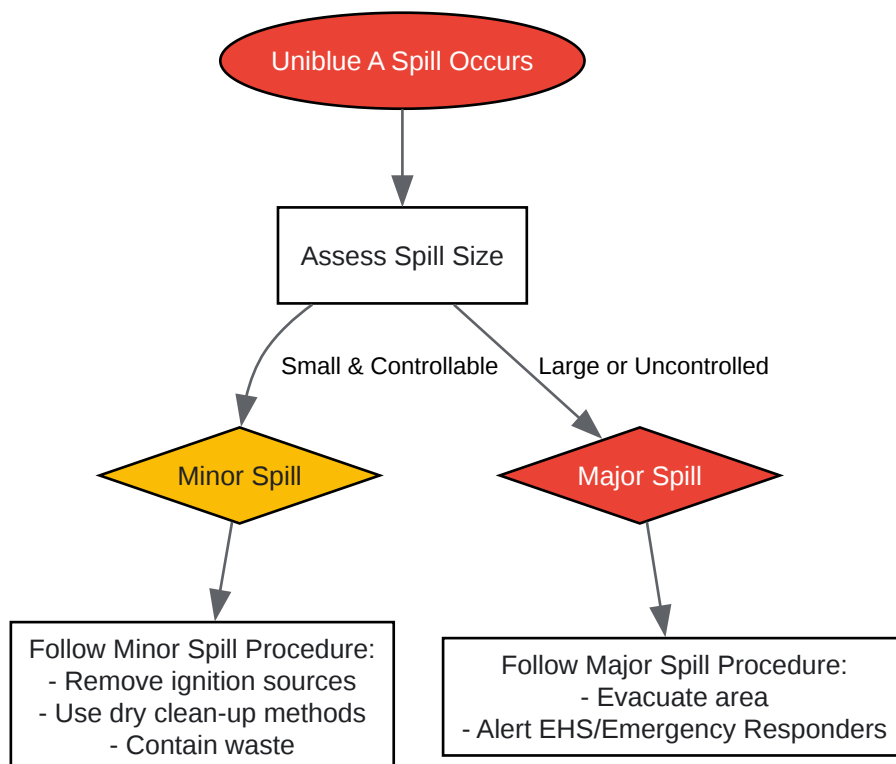 Uniblue A Spill Occurs
Assess Spill Size
Small & Controllable
Large or Uncontrolled
Minor Spill
Major Spill
Follow Minor Spill Procedure:
- Remove ignition sources
- Use dry clean-up methods
- Contain waste
Follow Major Spill Procedure:
- Evacuate area
- Alert EHS/Emergency Responders